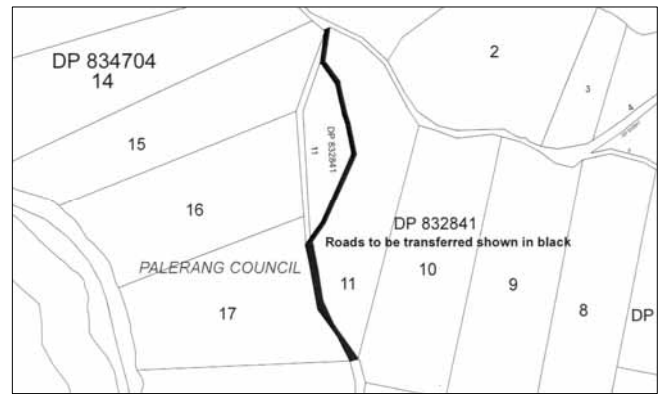 DP 834704
14
2
3
4
15
DP 832841
11
16
DP 832841
Roads to be transferred shown in black
PALERANG COUNCIL
11
10
9
8
DP
17